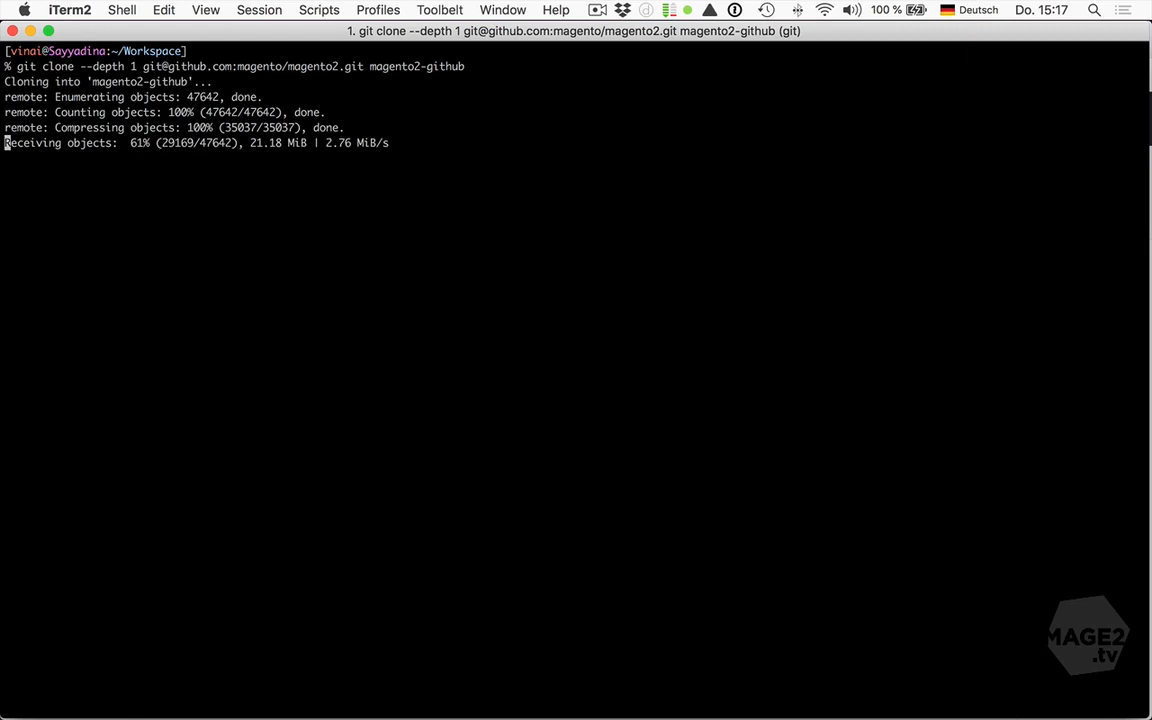 iTerm2 Shell Edit View Session Scripts Profiles Toolbelt Window Help 100 % Deutsch Do. 15:17
1. git clone --depth 1 git@github.com:magento/magento2.git magento2-github (git)
[vinai@Sayyadina:~/Workspace]
% git clone --depth 1 git@github.com:magento/magento2.git magento2-github
Cloning into 'magento2-github'...
remote: Enumerating objects: 47642, done.
remote: Counting objects: 100% (47642/47642), done.
remote: Compressing objects: 100% (35037/35037), done.
Receiving objects:  61% (29169/47642), 21.18 MiB | 2.76 MiB/s
MAGE2
.tv